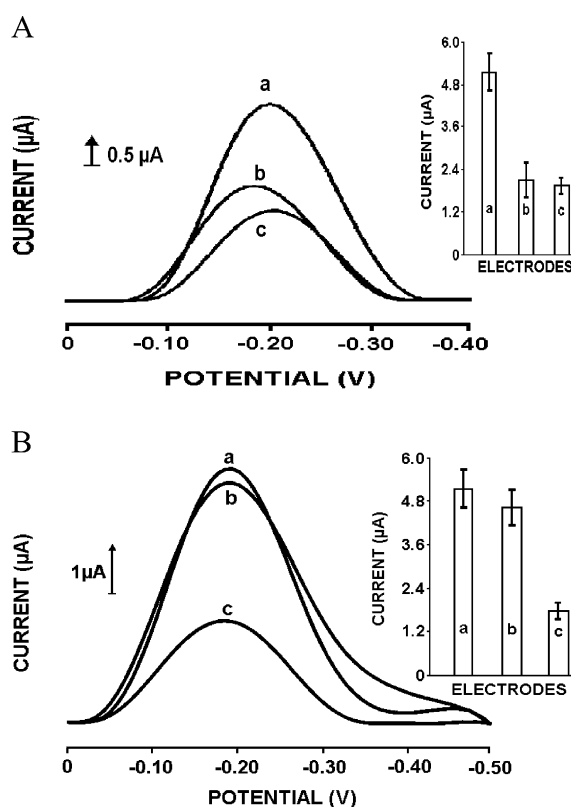 A
CURRENT (µA)
0.5 µA
a
b
c
0
-0.10
-0.20
-0.30
-0.40
POTENTIAL (V)
CURRENT (µA)
6.0
4.8
3.6
2.4
1.2
0
a
b
c
ELECTRODES
B
CURRENT (µA)
1µA
a
b
c
0
-0.10
-0.20
-0.30
-0.40
-0.50
POTENTIAL (V)
CURRENT (µA)
6.0
4.8
3.6
2.4
1.2
0
a
b
c
ELECTRODES